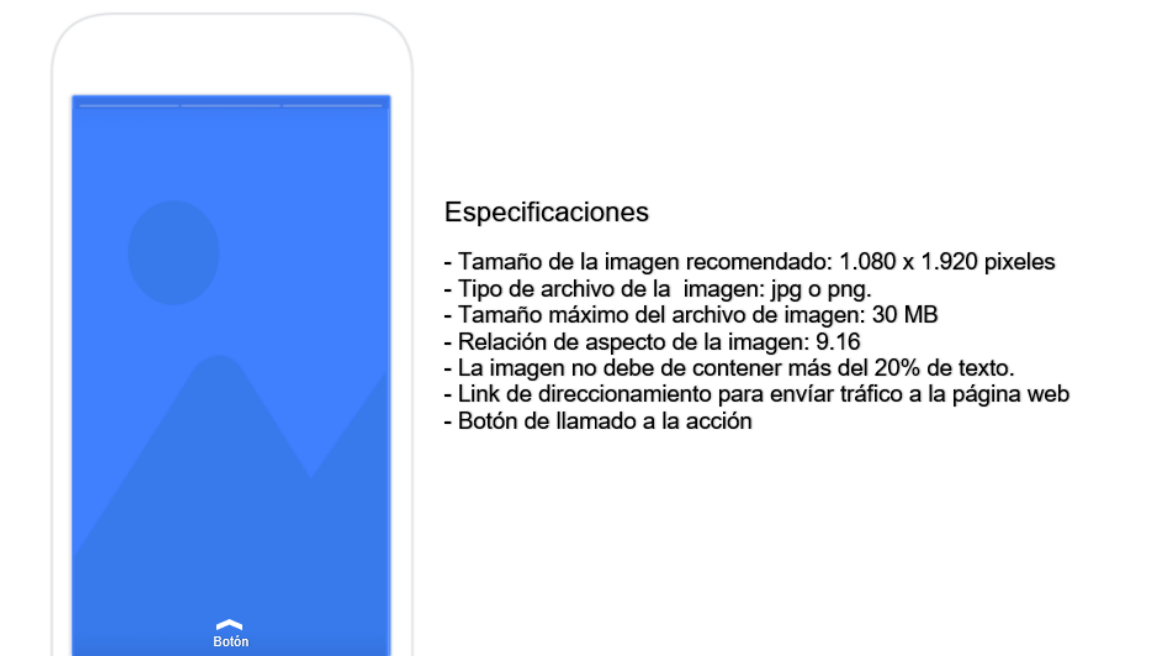 Especificaciones
- Tamaño de la imagen recomendado: 1.080 x 1.920 pixeles
- Tipo de archivo de la  imagen: jpg o png.
- Tamaño máximo del archivo de imagen: 30 MB
- Relación de aspecto de la imagen: 9.16
- La imagen no debe de contener más del 20% de texto.
- Link de direccionamiento para envíar tráfico a la página web
- Botón de llamado a la acción
Botón